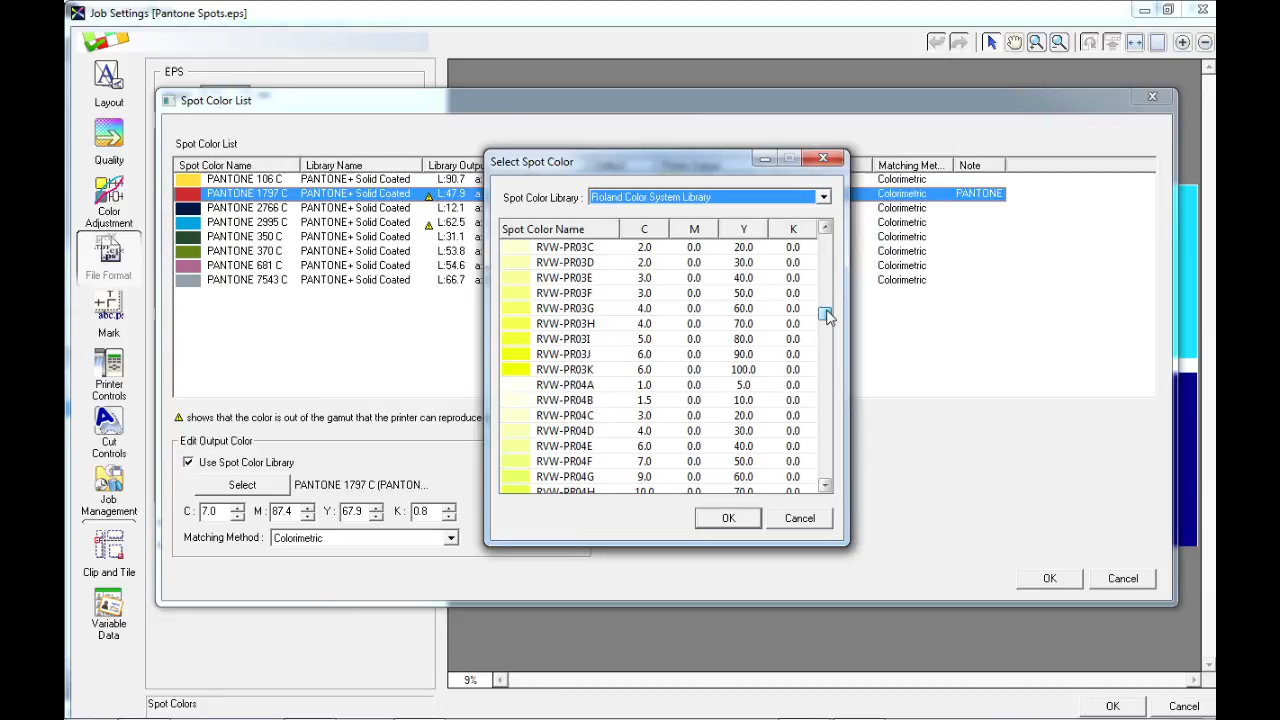 Job Settings [Pantone Spots.eps]
Layout
Quality
Color
Adjustment
File Format
Mark
Printer
Controls
Cut
Controls
Job
Management
Clip and Tile
Variable
Data
EPS
Spot Color List
Spot Color List
Spot Color Name Library Name Library Outp Matching Met... Note
PANTONE 106 C PANTONE+ Solid Coated L:90.7 a: Colorimetric
PANTONE 1797 C PANTONE+ Solid Coated L:47.9 a: Colorimetric PANTONE
PANTONE 2766 C PANTONE+ Solid Coated L:12.1 a: Colorimetric
PANTONE 2995 C PANTONE+ Solid Coated L:62.5 a: Colorimetric
PANTONE 350 C PANTONE+ Solid Coated L:31.1 a: Colorimetric
PANTONE 370 C PANTONE+ Solid Coated L:53.8 a: Colorimetric
PANTONE 681 C PANTONE+ Solid Coated L:54.6 a: Colorimetric
PANTONE 7543 C PANTONE+ Solid Coated L:66.7 a: Colorimetric
shows that the color is out of the gamut that the printer can reproduce
Edit Output Color
Use Spot Color Library
Select PANTONE 1797 C (PANTON...
C : 7.0 M : 87.4 Y : 67.9 K : 0.8
Matching Method : Colorimetric
OK Cancel
Select Spot Color
Spot Color Library : Roland Color System Library
Spot Color Name C M Y K
RVW-PR03C 2.0 0.0 20.0 0.0
RVW-PR03D 2.0 0.0 30.0 0.0
RVW-PR03E 3.0 0.0 40.0 0.0
RVW-PR03F 3.0 0.0 50.0 0.0
RVW-PR03G 4.0 0.0 60.0 0.0
RVW-PR03H 4.0 0.0 70.0 0.0
RVW-PR03I 5.0 0.0 80.0 0.0
RVW-PR03J 6.0 0.0 90.0 0.0
RVW-PR03K 6.0 0.0 100.0 0.0
RVW-PR04A 1.0 0.0 5.0 0.0
RVW-PR04B 1.5 0.0 10.0 0.0
RVW-PR04C 3.0 0.0 20.0 0.0
RVW-PR04D 4.0 0.0 30.0 0.0
RVW-PR04E 6.0 0.0 40.0 0.0
RVW-PR04F 7.0 0.0 50.0 0.0
RVW-PR04G 9.0 0.0 60.0 0.0
RVW-PR04H 10.0 0.0 70.0 0.0
OK Cancel
9%
Spot Colors
OK Cancel